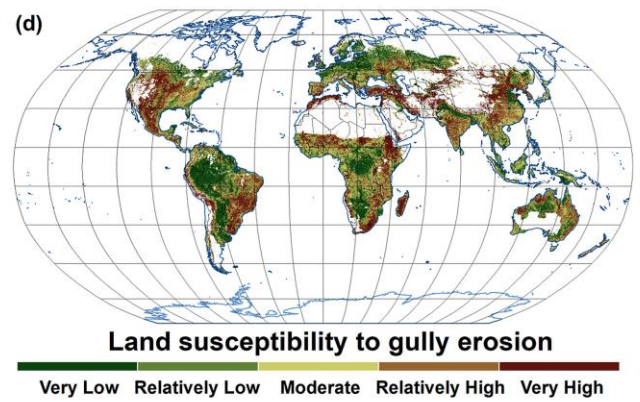 (d)
Land susceptibility to gully erosion
Very Low Relatively Low Moderate Relatively High Very High